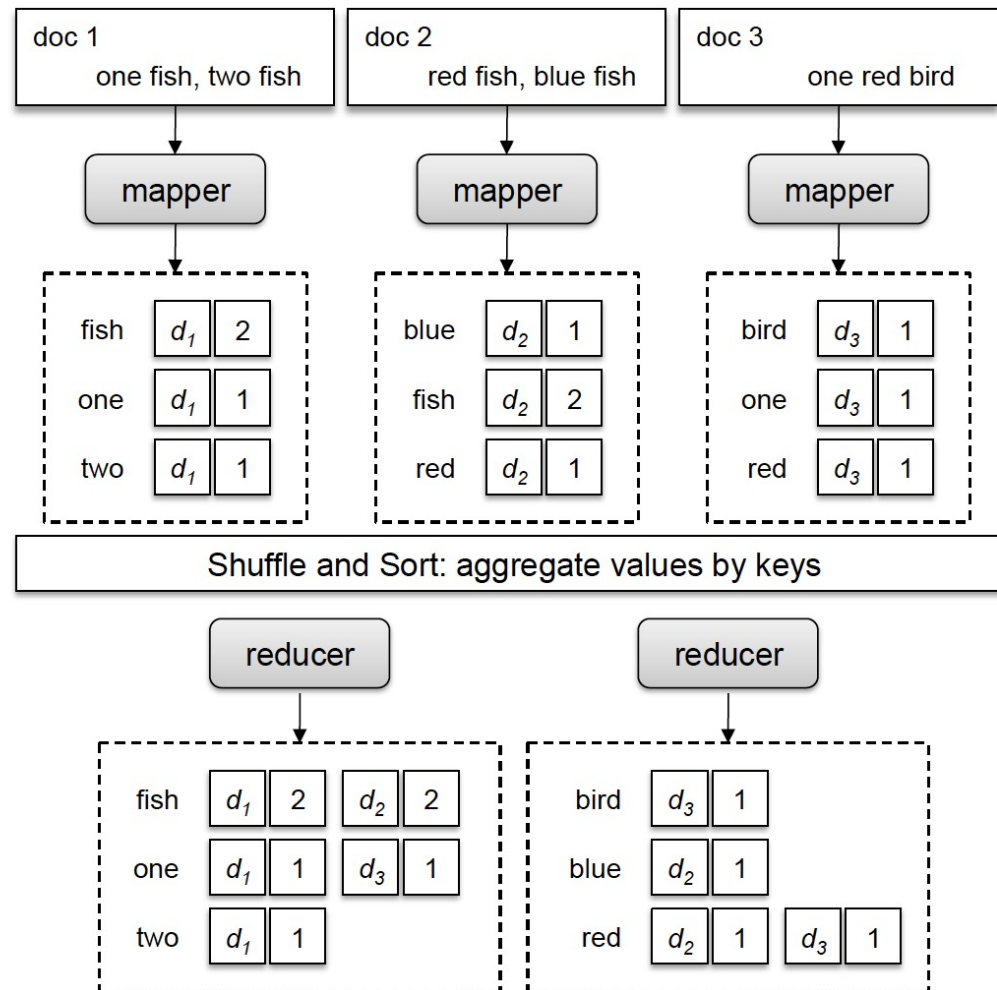 doc 1
one fish, two fish
doc 2
red fish, blue fish
doc 3
one red bird
mapper
mapper
mapper
fish d₁ 2
one d₁ 1
two d₁ 1
blue d₂ 1
fish d₂ 2
red d₂ 1
bird d₃ 1
one d₃ 1
red d₃ 1
Shuffle and Sort: aggregate values by keys
reducer
reducer
fish d₁ 2 d₂ 2
one d₁ 1 d₃ 1
two d₁ 1
bird d₃ 1
blue d₂ 1
red d₂ 1 d₃ 1